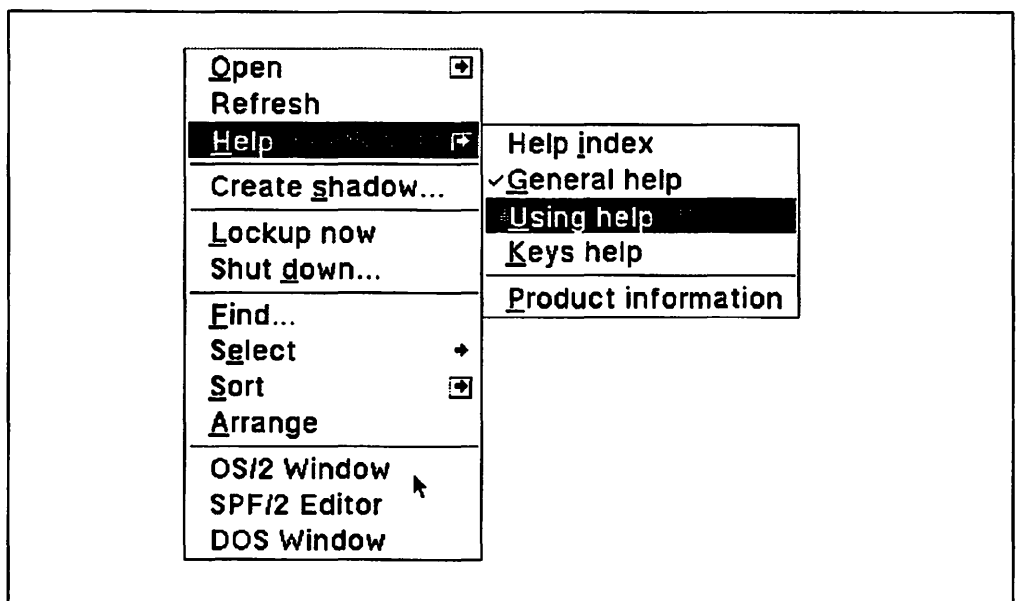 Open
Refresh
Help
Create shadow...
Lockup now
Shut down...
Find...
Select
Sort
Arrange
OS/2 Window
SPF/2 Editor
DOS Window
Help index
✓General help
Using help
Keys help
Product information